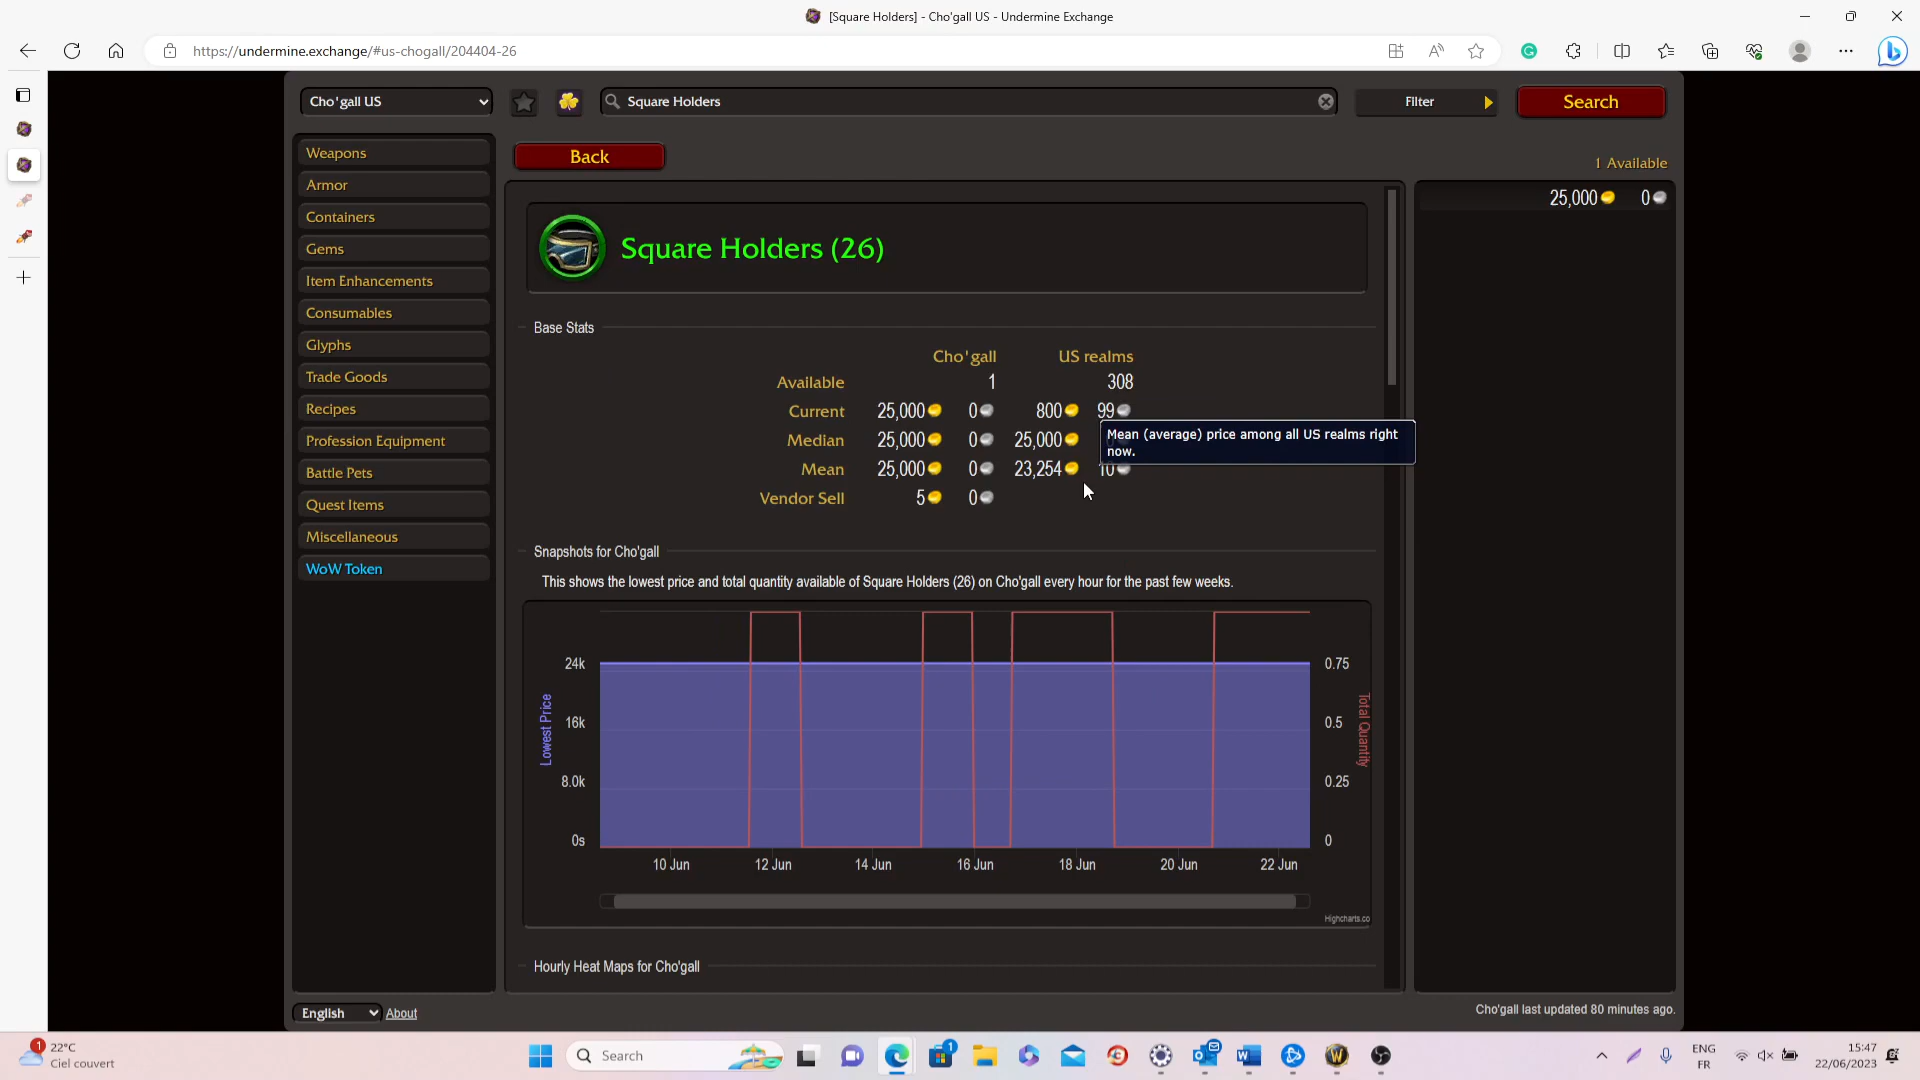 [Square Holders] - Cho'gall US - Undermine Exchange
https://undermine.exchange/#us-chogall/204404-26
Cho'gall US
Square Holders
Filter
Search
Weapons
Armor
Containers
Gems
Item Enhancements
Consumables
Glyphs
Trade Goods
Recipes
Profession Equipment
Battle Pets
Quest Items
Miscellaneous
WoW Token
Back
1 Available
25,000 0
Square Holders (26)
Base Stats
Cho'gall US realms
Available 1 308
Current 25,000 0 800 99
Median 25,000 0 25,000
Mean 25,000 0 23,254 10
Vendor Sell 5 0
Mean (average) price among all US realms right
now.
Snapshots for Cho'gall
This shows the lowest price and total quantity available of Square Holders (26) on Cho'gall every hour for the past few weeks.
Lowest Price
24k
16k
8.0k
0s
0.75
0.5
0.25
0
Total Quantity
10 Jun 12 Jun 14 Jun 16 Jun 18 Jun 20 Jun 22 Jun
Highcharts.co
Hourly Heat Maps for Cho'gall
English About
Cho'gall last updated 80 minutes ago.
1
22°C
Ciel couvert
Search
1
ENG
FR
15:47
22/06/2023